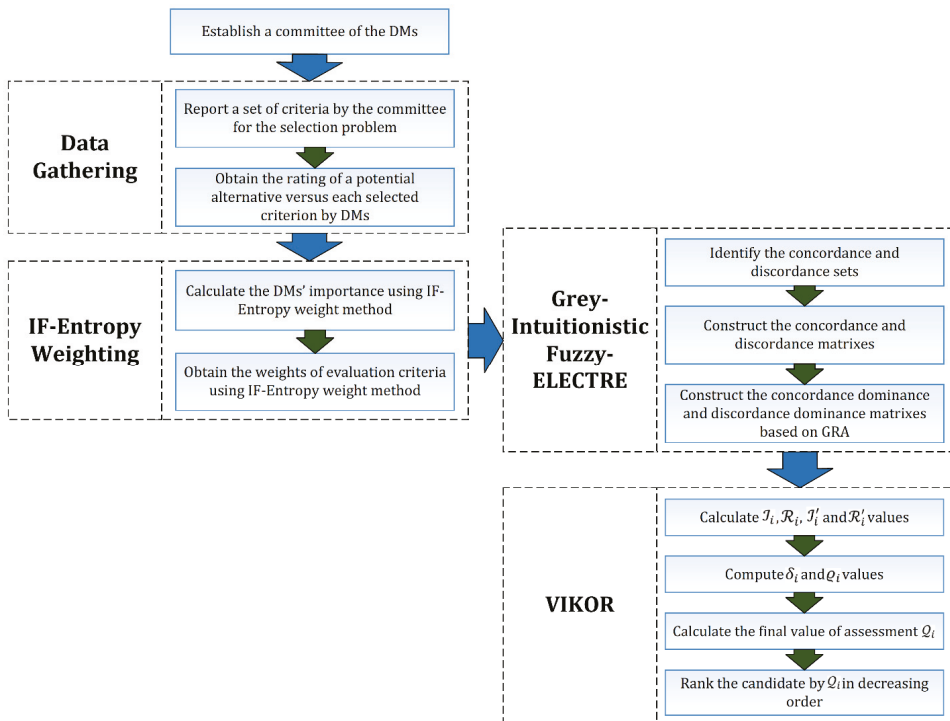 Establish a committee of the DMs
Data
Gathering
Report a set of criteria by the committee
for the selection problem
Obtain the rating of a potential
alternative versus each selected
criterion by DMs
IF-Entropy
Weighting
Calculate the DMs' importance using IF-
Entropy weight method
Obtain the weights of evaluation criteria
using IF-Entropy weight method
Grey-
Intuitionistic
Fuzzy-
ELECTRE
Identify the concordance and
discordance sets
Construct the concordance and
discordance matrixes
Construct the concordance dominance
and discordance dominance matrixes
based on GRA
VIKOR
Calculate ℐᵢ, ℛᵢ, ℐᵢ′ and ℛᵢ′ values
Compute δᵢ and ϱᵢ values
Calculate the final value of assessment 𝒬ᵢ
Rank the candidate by 𝒬ᵢ in decreasing
order